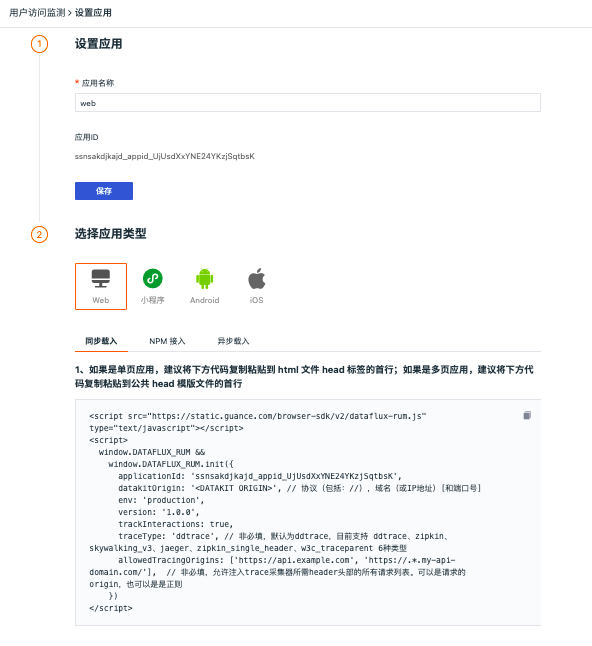 用户访问监测 > 设置应用
1
设置应用
* 应用名称
web
应用ID
ssnsakdjkajd_appid_UjUsdXxYNE24YKzjSqtbsK
保存
2
选择应用类型
Web
小程序
Android
iOS
同步载入
NPM 接入
异步载入
1、如果是单页应用，建议将下方代码复制粘贴到 html 文件 head 标签的首行；如果是多页应用，建议将下方代
码复制粘贴到公共 head 模版文件的首行
<script src="https://static.guance.com/browser-sdk/v2/dataflux-rum.js"
type="text/javascript"></script>
<script>
window.DATAFLUX_RUM &&
window.DATAFLUX_RUM.init({
applicationId: 'ssnsakdjkajd_appid_UjUsdXxYNE24YKzjSqtbsK',
datakitOrigin: '<DATAKIT ORIGIN>', // 协议（包括：//），域名（或IP地址）[和端口号]
env: 'production',
version: '1.0.0',
trackInteractions: true,
traceType: 'ddtrace', // 非必填，默认为ddtrace，目前支持 ddtrace、zipkin、
skywalking_v3、jaeger、zipkin_single_header、w3c_traceparent 6种类型
allowedTracingOrigins: ['https://api.example.com', 'https://.*.my-api-
domain.com/'],  // 非必填，允许注入trace采集器所需header头部的所有请求列表。可以是请求的
origin，也可以是是正则
})
</script>